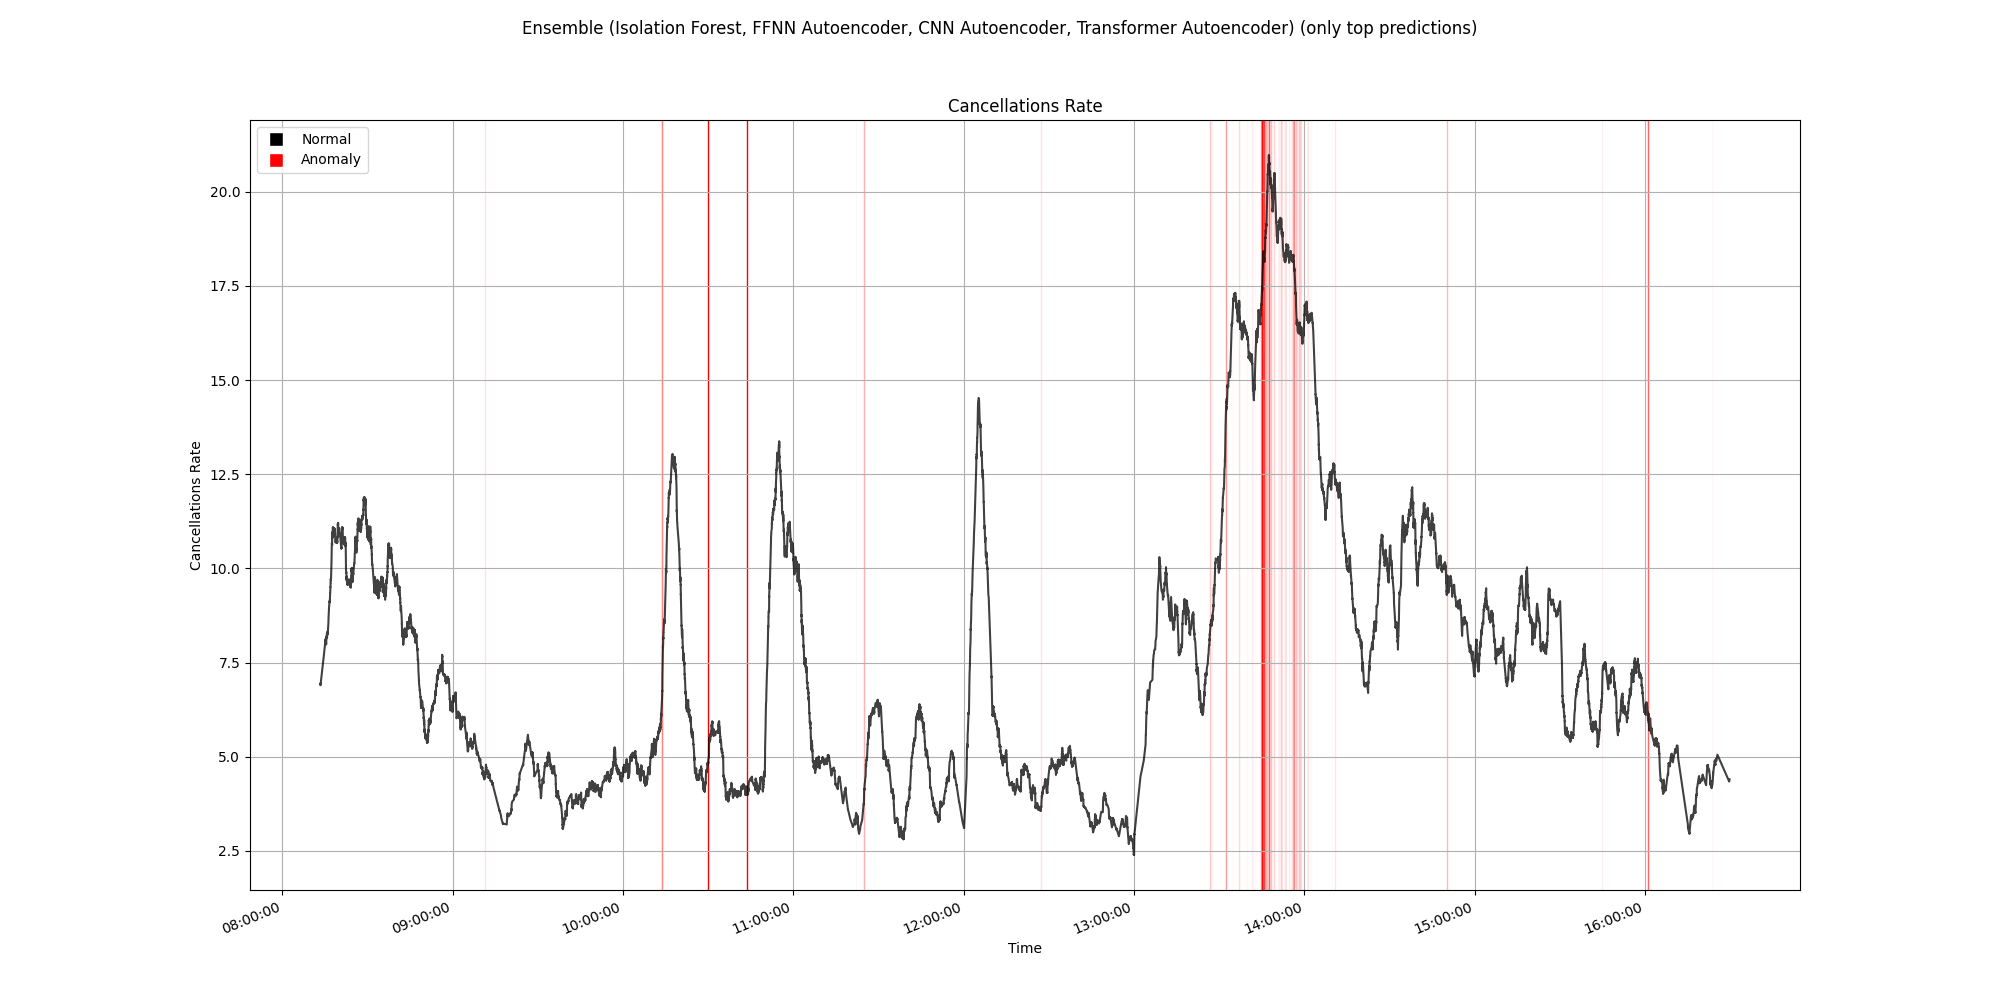 Ensemble (Isolation Forest, FFNN Autoencoder, CNN Autoencoder, Transformer Autoencoder) (only top predictions)
Cancellations Rate
Normal
Anomaly
20.0
17.5
15.0
12.5
10.0
7.5
5.0
2.5
Cancellations Rate
08:00:00
09:00:00
10:00:00
11:00:00
12:00:00
13:00:00
14:00:00
15:00:00
16:00:00
Time